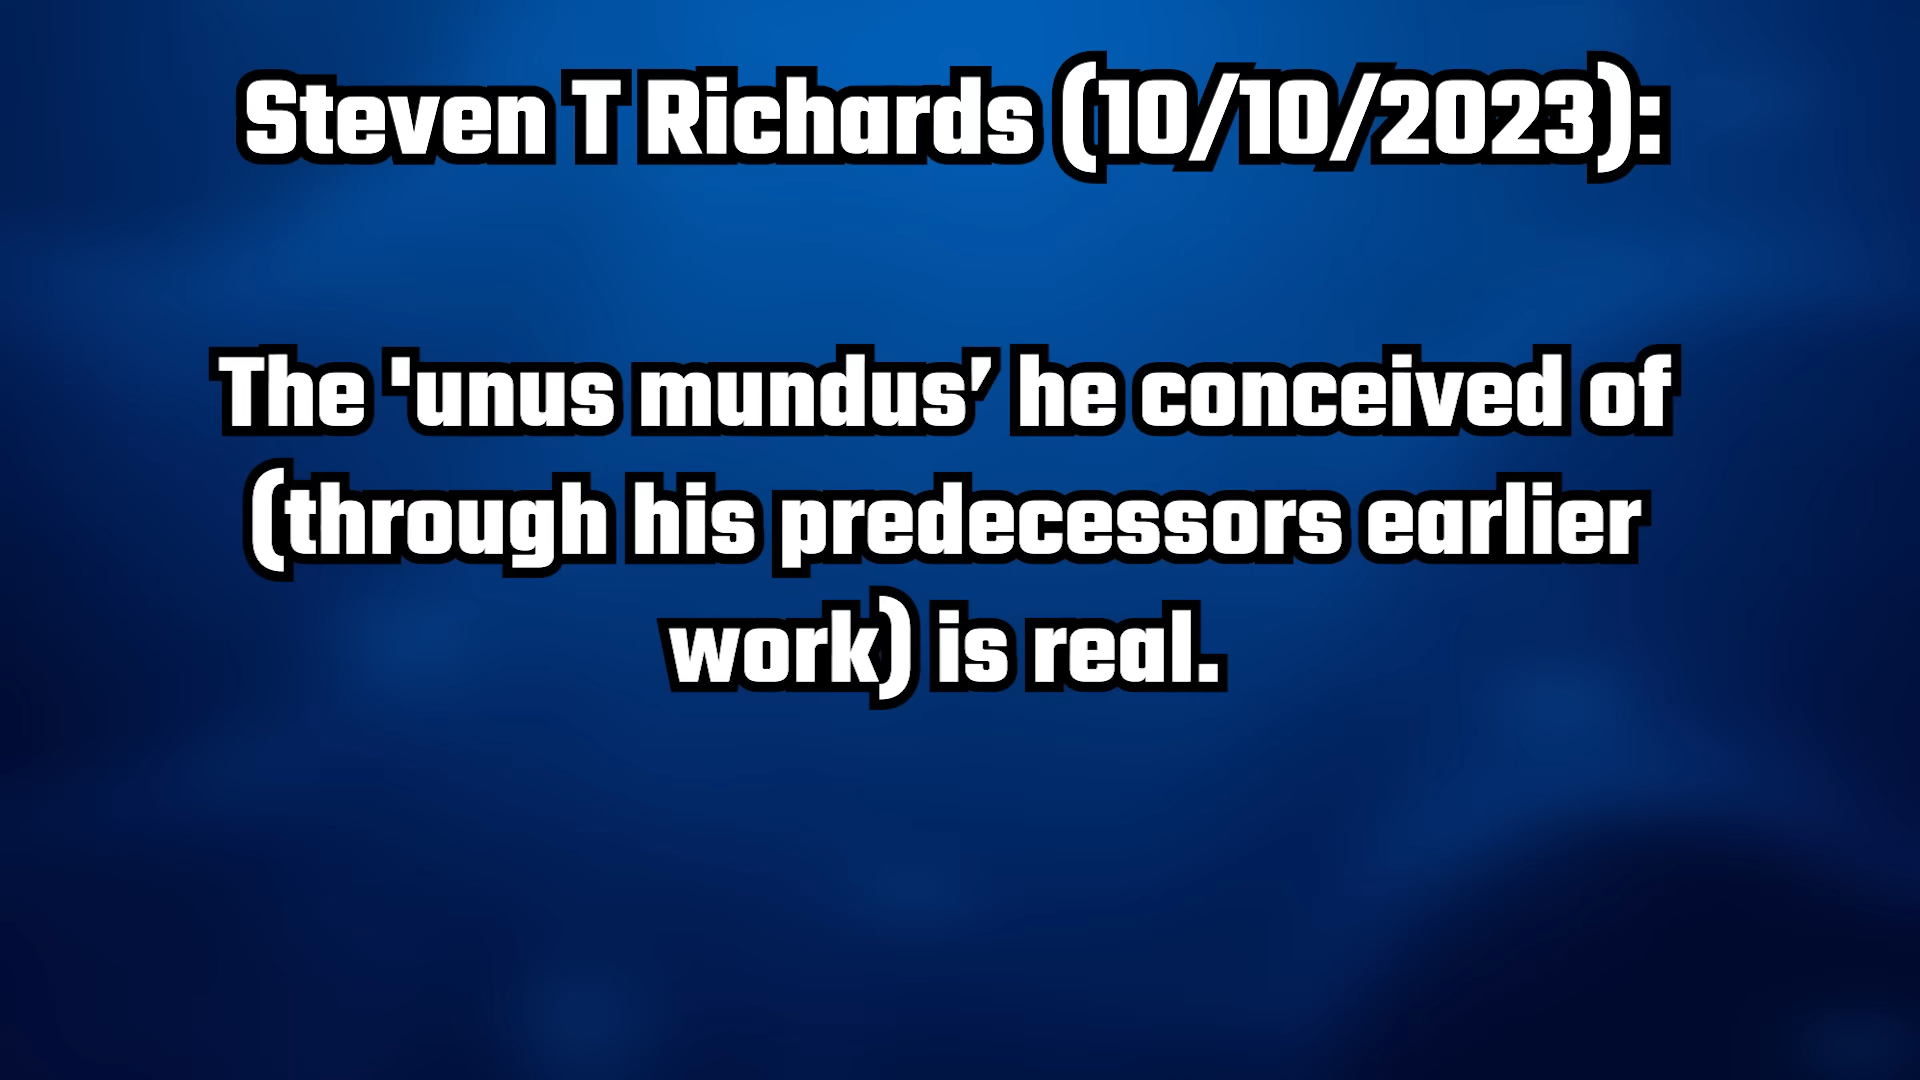 Steven T Richards (10/10/2023):
The 'unus mundus’ he conceived of
(through his predecessors earlier
work) is real.